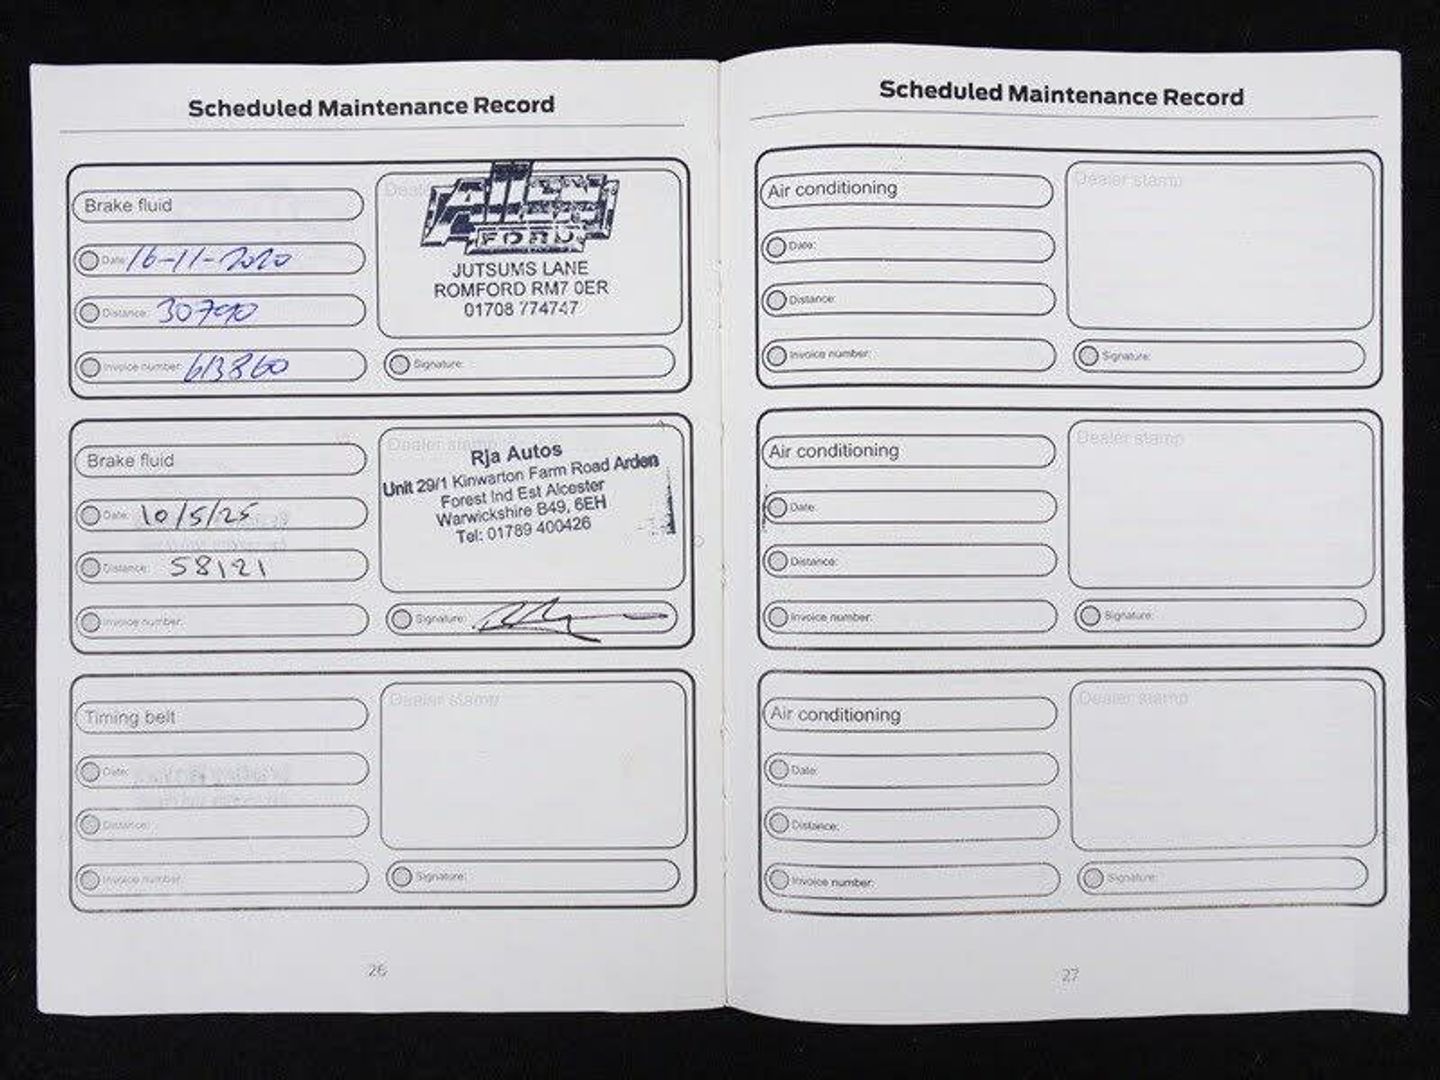 Scheduled Maintenance Record
Brake fluid
Date: 16-11-2020
Distance: 30790
Invoice number: 613860
ALLEN
FORD
JUTSUMS LANE
ROMFORD RM7 0ER
01708 774747
Signature:
Brake fluid
Date: 10/5/25
Distance: 58121
Invoice number:
Dealer stamp
Rja Autos
Unit 29/1 Kinwarton Farm Road Arden
Forest Ind Est Alcester
Warwickshire B49, 6EH
Tel: 01789 400426
Signature:
Timing belt
Date:
Distance:
Invoice number:
Dealer stamp
Signature:
26
Scheduled Maintenance Record
Air conditioning
Date:
Distance:
Invoice number:
Dealer stamp
Signature:
Air conditioning
Date:
Distance:
Invoice number:
Dealer stamp
Signature:
Air conditioning
Date:
Distance:
Invoice number:
Dealer stamp
Signature:
27